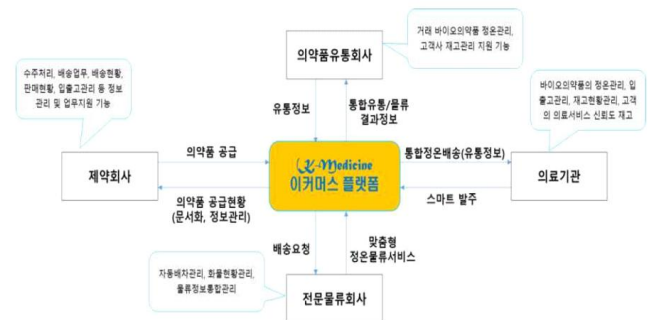 거래 바이오의약품 정온관리,
고객사 재고관리 지원 기능
의약품유통회사
수주처리, 배송업무, 배송현황,
판매현황, 입출고관리 등 정보
관리 및 업무지원 기능
바이오의약품의 정온관리, 입
출고관리, 재고현황관리, 고객
의 의료서비스 신뢰도 재고
유통정보
통합유통/물류
결과정보
제약회사
의약품 공급
의약품 공급현황
(문서화, 정보관리)
K-Medicine
이커머스 플랫폼
통합정온배송(유통정보)
스마트 발주
의료기관
배송요청
맞춤형
정온물류서비스
자동배차관리, 화물현황관리,
물류정보통합관리
전문물류회사